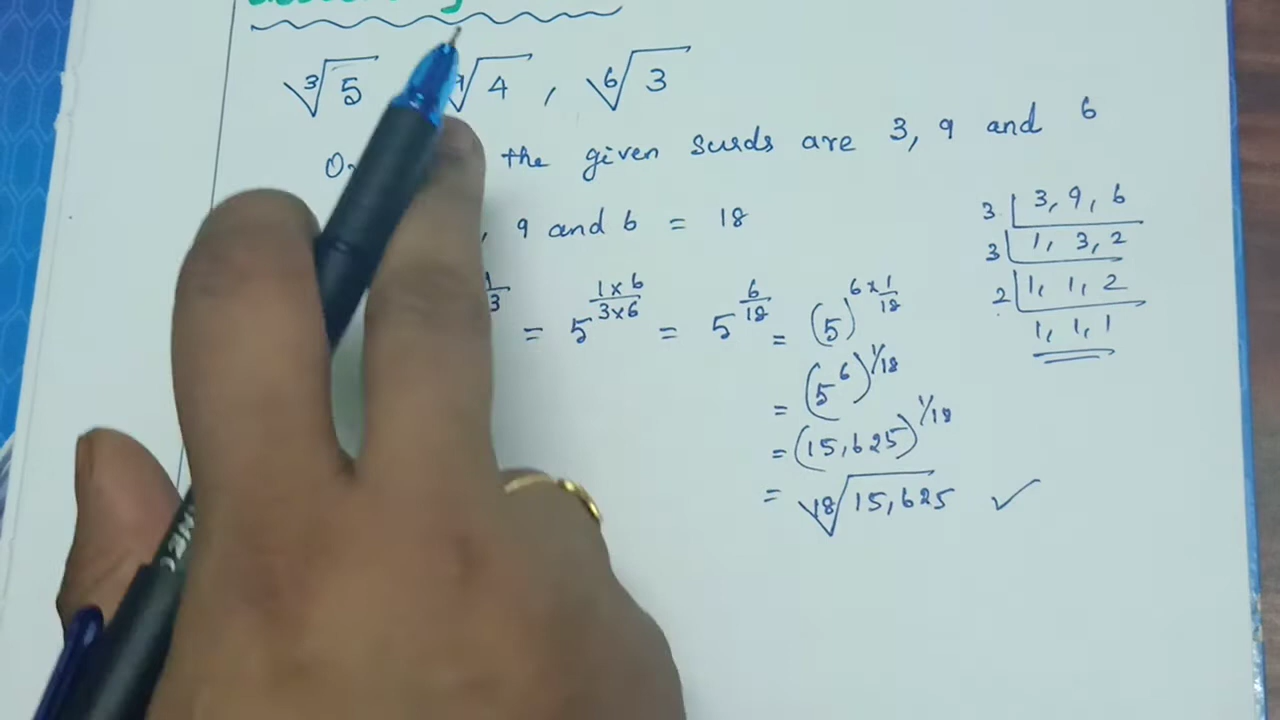 ∛5 ∜4 , ⁶√3
the given surds are 3, 9 and 6
, 9 and 6 = 18
1/3 = 5^(1×6/3×6) = 5^(6/18) = (5)^(6×1/18)
= (5^6)^(1/18)
= (15,625)^(1/18)
= ¹⁸√15,625 ✓
3 | 3, 9, 6
3 | 1, 3, 2
2 | 1, 1, 2
1, 1, 1